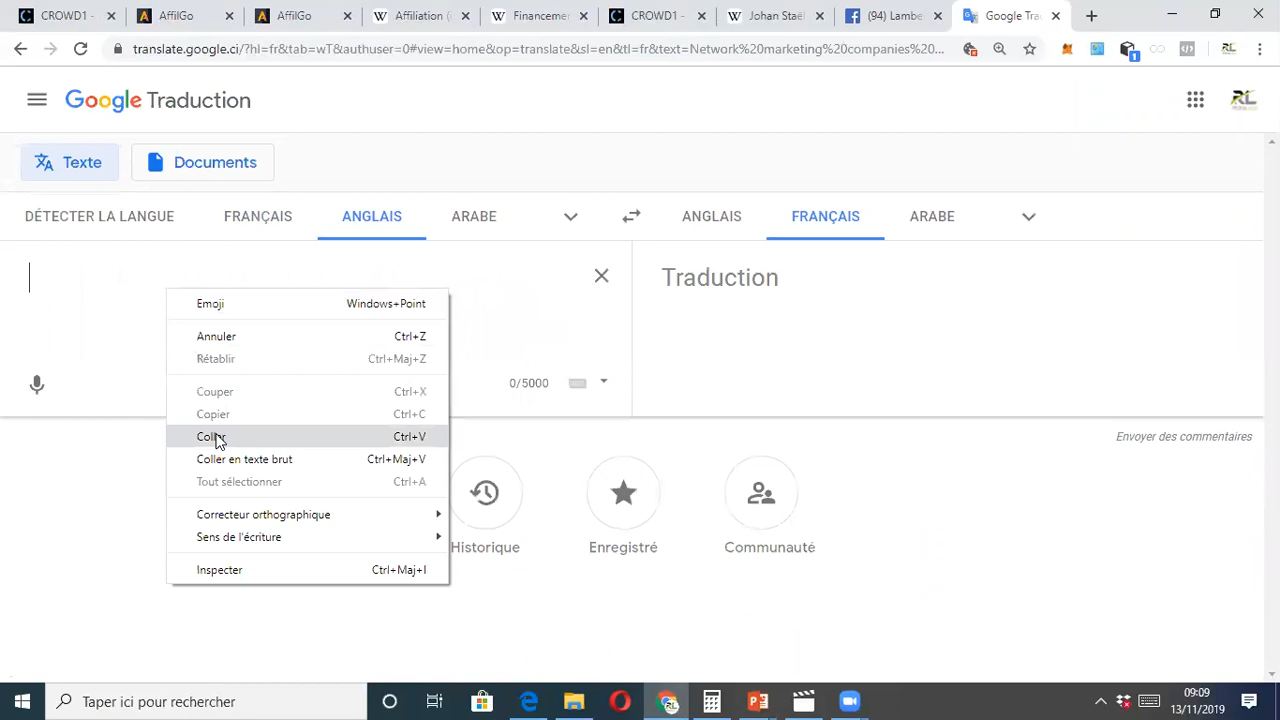 CROWD1 -
AffilGo
AffilGo
Affiliation (
Financeme
CROWD1 -
Johan Staël
(94) Lambe
Google Tra
translate.google.ci/?hl=fr&tab=wT&authuser=0#view=home&op=translate&sl=en&tl=fr&text=Network%20marketing%20companies%20...
1
Google Traduction
Texte
Documents
DÉTECTER LA LANGUE FRANÇAIS ANGLAIS ARABE
ANGLAIS FRANÇAIS ARABE
Traduction
Emoji Windows+Point
Annuler Ctrl+Z
Rétablir Ctrl+Maj+Z
Couper Ctrl+X
Copier Ctrl+C
Coller Ctrl+V
Coller en texte brut Ctrl+Maj+V
Tout sélectionner Ctrl+A
Correcteur orthographique
Sens de l'écriture
Inspecter Ctrl+Maj+I
0/5000
Envoyer des commentaires
Historique
Enregistré
Communauté
Taper ici pour rechercher
09:09
13/11/2019